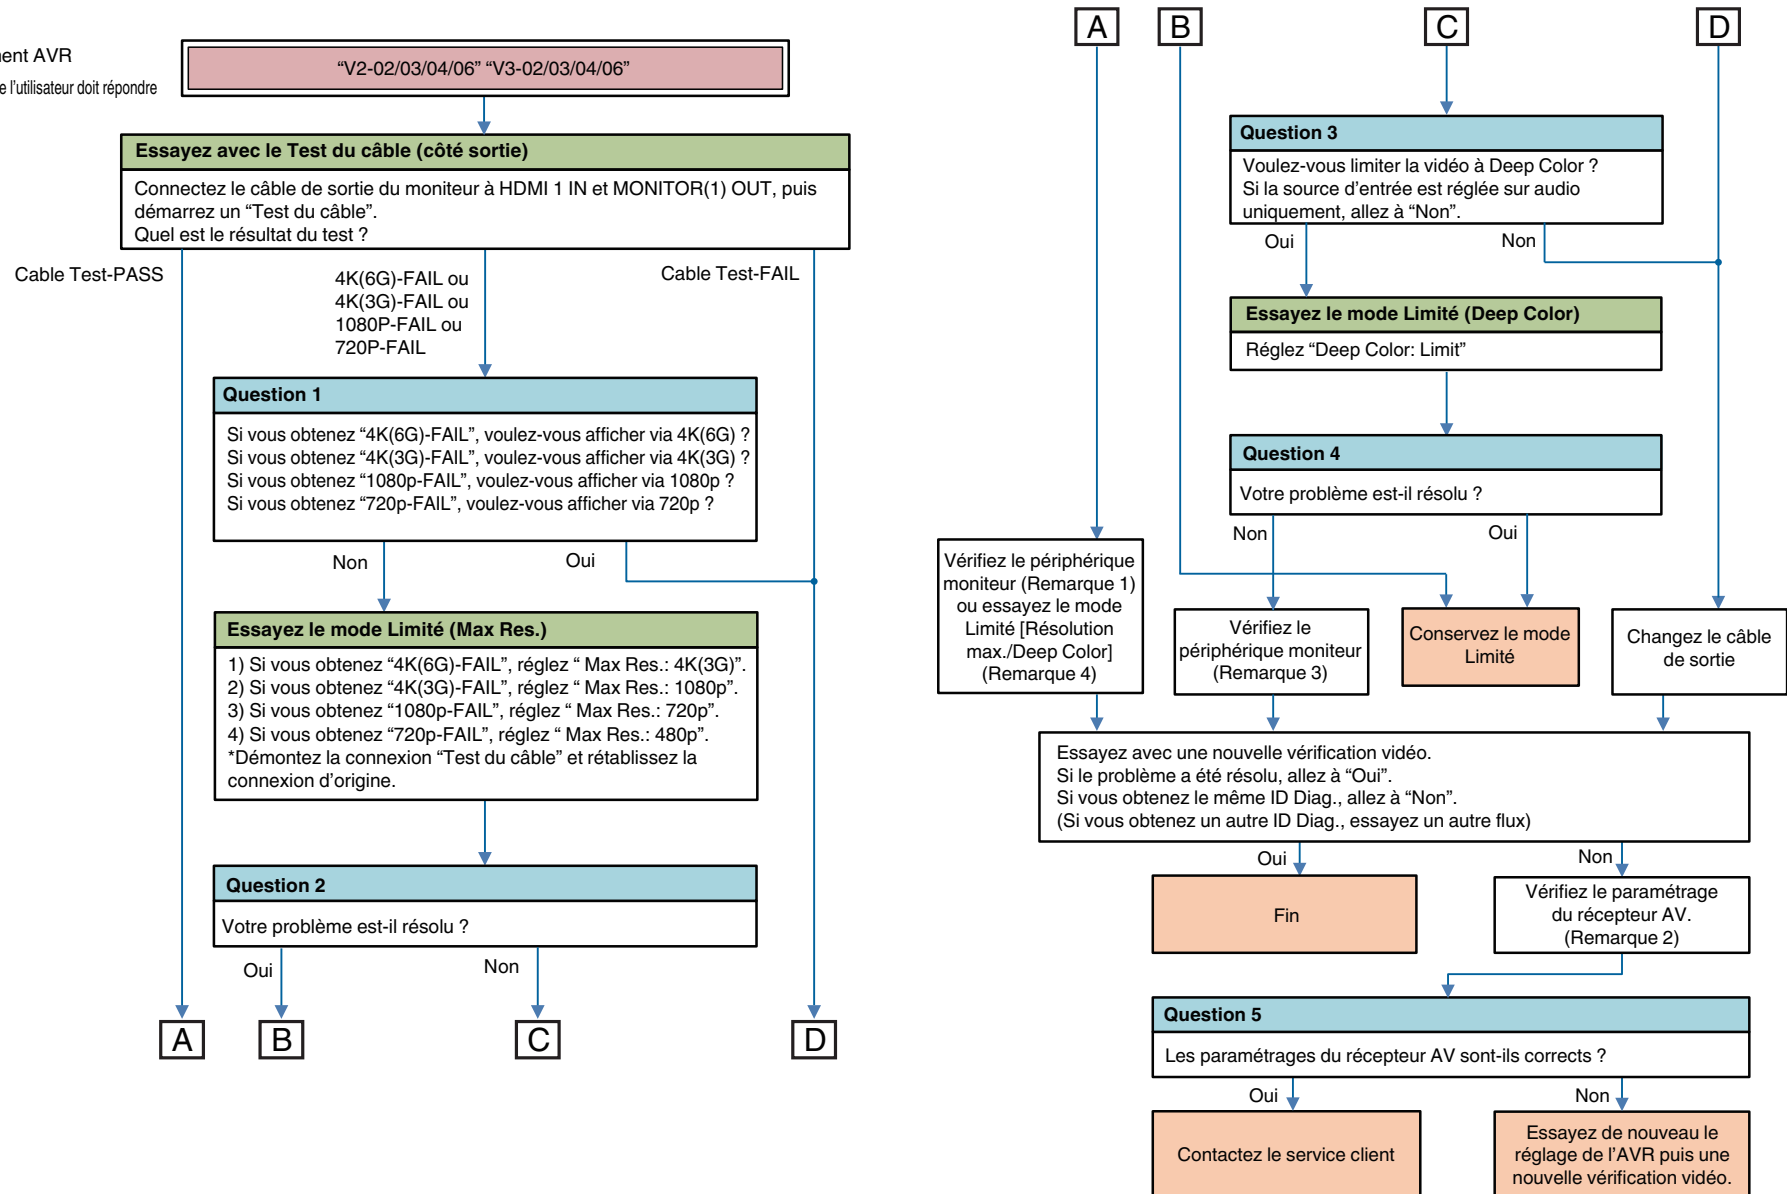 ment AVR
e l’utilisateur doit répondre
“V2-02/03/04/06” “V3-02/03/04/06”
Essayez avec le Test du câble (côté sortie)
Connectez le câble de sortie du moniteur à HDMI 1 IN et MONITOR(1) OUT, puis
démarrez un “Test du câble”.
Quel est le résultat du test ?
Cable Test-PASS
4K(6G)-FAIL ou
4K(3G)-FAIL ou
1080P-FAIL ou
720P-FAIL
Cable Test-FAIL
Question 1
Si vous obtenez “4K(6G)-FAIL”, voulez-vous afficher via 4K(6G) ?
Si vous obtenez “4K(3G)-FAIL”, voulez-vous afficher via 4K(3G) ?
Si vous obtenez “1080p-FAIL”, voulez-vous afficher via 1080p ?
Si vous obtenez “720p-FAIL”, voulez-vous afficher via 720p ?
Non
Oui
Essayez le mode Limité (Max Res.)
1) Si vous obtenez “4K(6G)-FAIL”, réglez “ Max Res.: 4K(3G)”.
2) Si vous obtenez “4K(3G)-FAIL”, réglez “ Max Res.: 1080p”.
3) Si vous obtenez “1080p-FAIL”, réglez “ Max Res.: 720p”.
4) Si vous obtenez “720p-FAIL”, réglez “ Max Res.: 480p”.
*Démontez la connexion “Test du câble” et rétablissez la
connexion d’origine.
Question 2
Votre problème est-il résolu ?
Oui
Non
A
B
C
D
A
B
C
D
Question 3
Voulez-vous limiter la vidéo à Deep Color ?
Si la source d’entrée est réglée sur audio
uniquement, allez à “Non”.
Oui
Non
Essayez le mode Limité (Deep Color)
Réglez “Deep Color: Limit”
Question 4
Votre problème est-il résolu ?
Non
Oui
Vérifiez le périphérique
moniteur (Remarque 1)
ou essayez le mode
Limité [Résolution
max./Deep Color]
(Remarque 4)
Vérifiez le
périphérique moniteur
(Remarque 3)
Conservez le mode
Limité
Changez le câble
de sortie
Essayez avec une nouvelle vérification vidéo.
Si le problème a été résolu, allez à “Oui”.
Si vous obtenez le même ID Diag., allez à “Non”.
(Si vous obtenez un autre ID Diag., essayez un autre flux)
Oui
Non
Fin
Vérifiez le paramétrage
du récepteur AV.
(Remarque 2)
Question 5
Les paramétrages du récepteur AV sont-ils corrects ?
Oui
Non
Contactez le service client
Essayez de nouveau le
réglage de l’AVR puis une
nouvelle vérification vidéo.